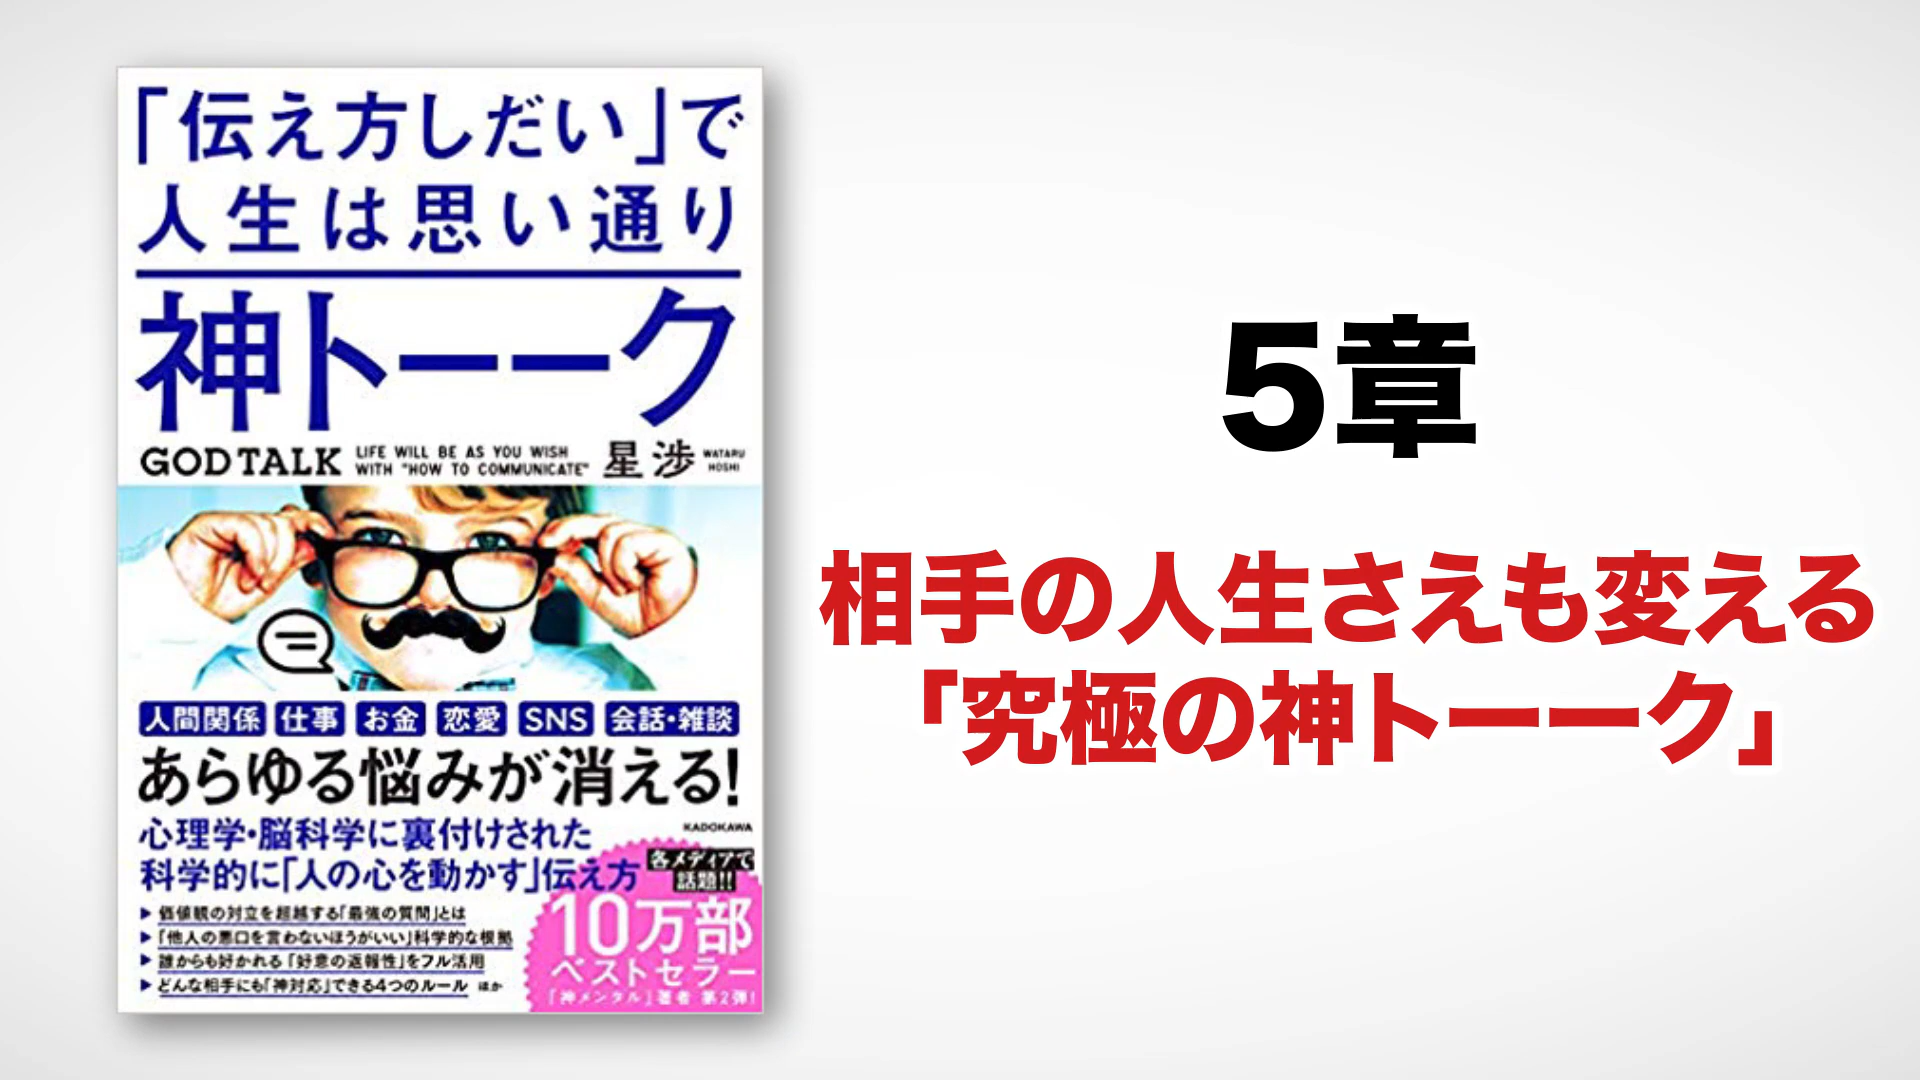 「伝え方しだい」で
人生は思い通り
神トーーク
GOD TALK
LIFE WILL BE AS YOU WISH
WITH "HOW TO COMMUNICATE"
星渉
WATARU
HOSHI
人間関係 仕事 お金 恋愛 SNS 会話・雑談
あらゆる悩みが消える!
心理学・脳科学に裏付けされた
科学的に「人の心を動かす」伝え方
KADOKAWA
▶ 価値観の対立を超越する「最強の質問」とは
▶ 「他人の悪口を言わないほうがいい」科学的な根拠
▶ 誰からも好かれる「好意の返報性」をフル活用
▶ どんな相手にも「神対応」できる4つのルール ほか
各メディアで
話題!!
10万部
ベストセラー
「神メンタル」著者 第2弾!
5章
相手の人生さえも変える
「究極の神トーーク」